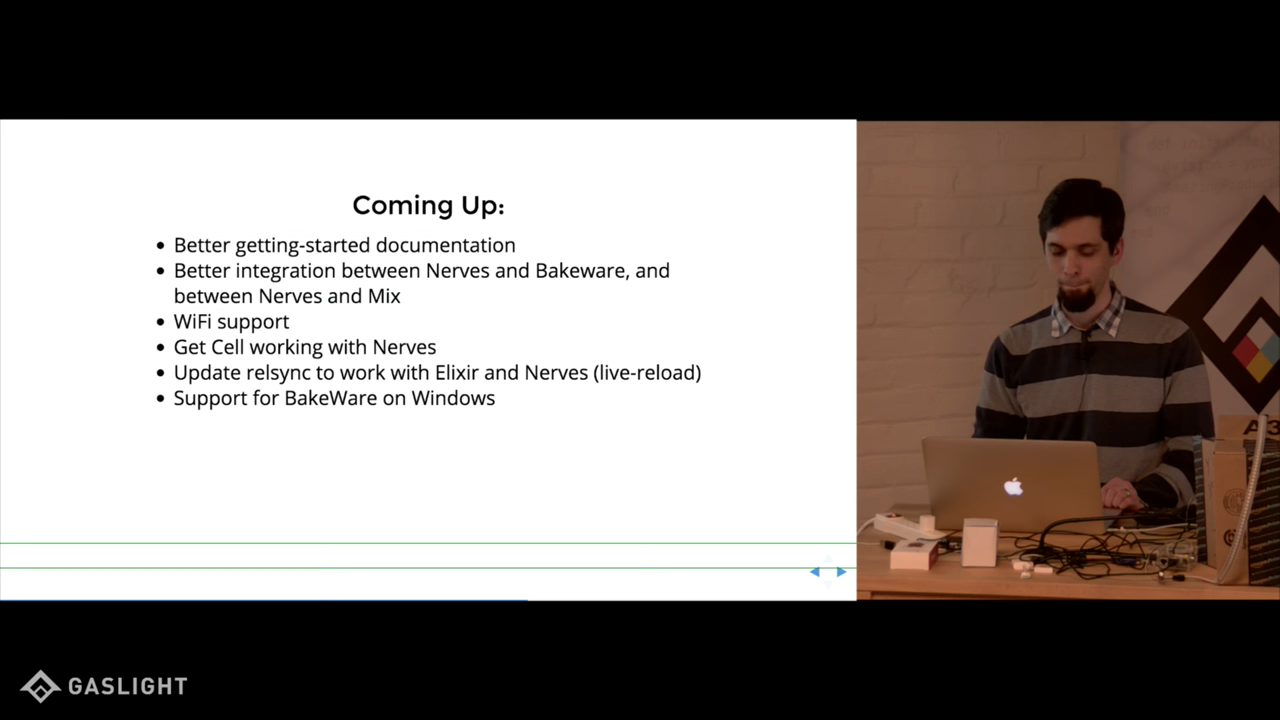 Coming Up:
Better getting-started documentation
Better integration between Nerves and Bakeware, and
between Nerves and Mix
WiFi support
Get Cell working with Nerves
Update relsync to work with Elixir and Nerves (live-reload)
Support for BakeWare on Windows
GASLIGHT